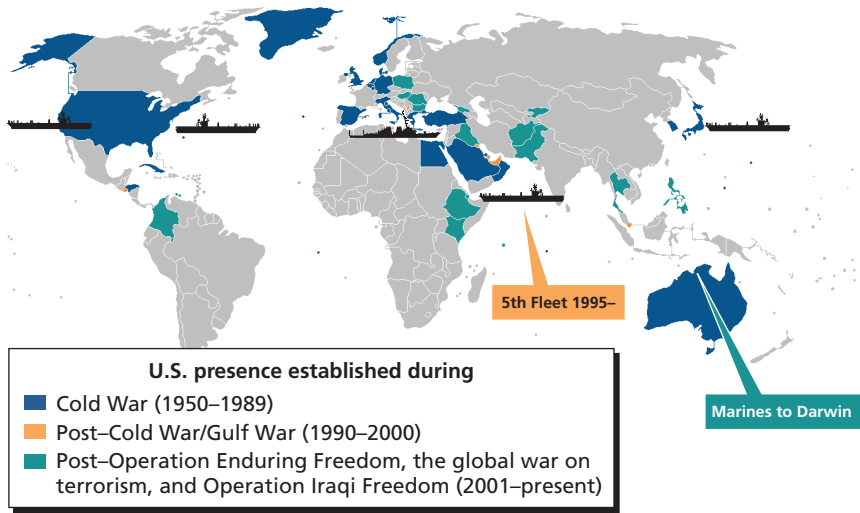 5th Fleet 1995–
Marines to Darwin
U.S. presence established during
Cold War (1950–1989)
Post–Cold War/Gulf War (1990–2000)
Post–Operation Enduring Freedom, the global war on
terrorism, and Operation Iraqi Freedom (2001–present)